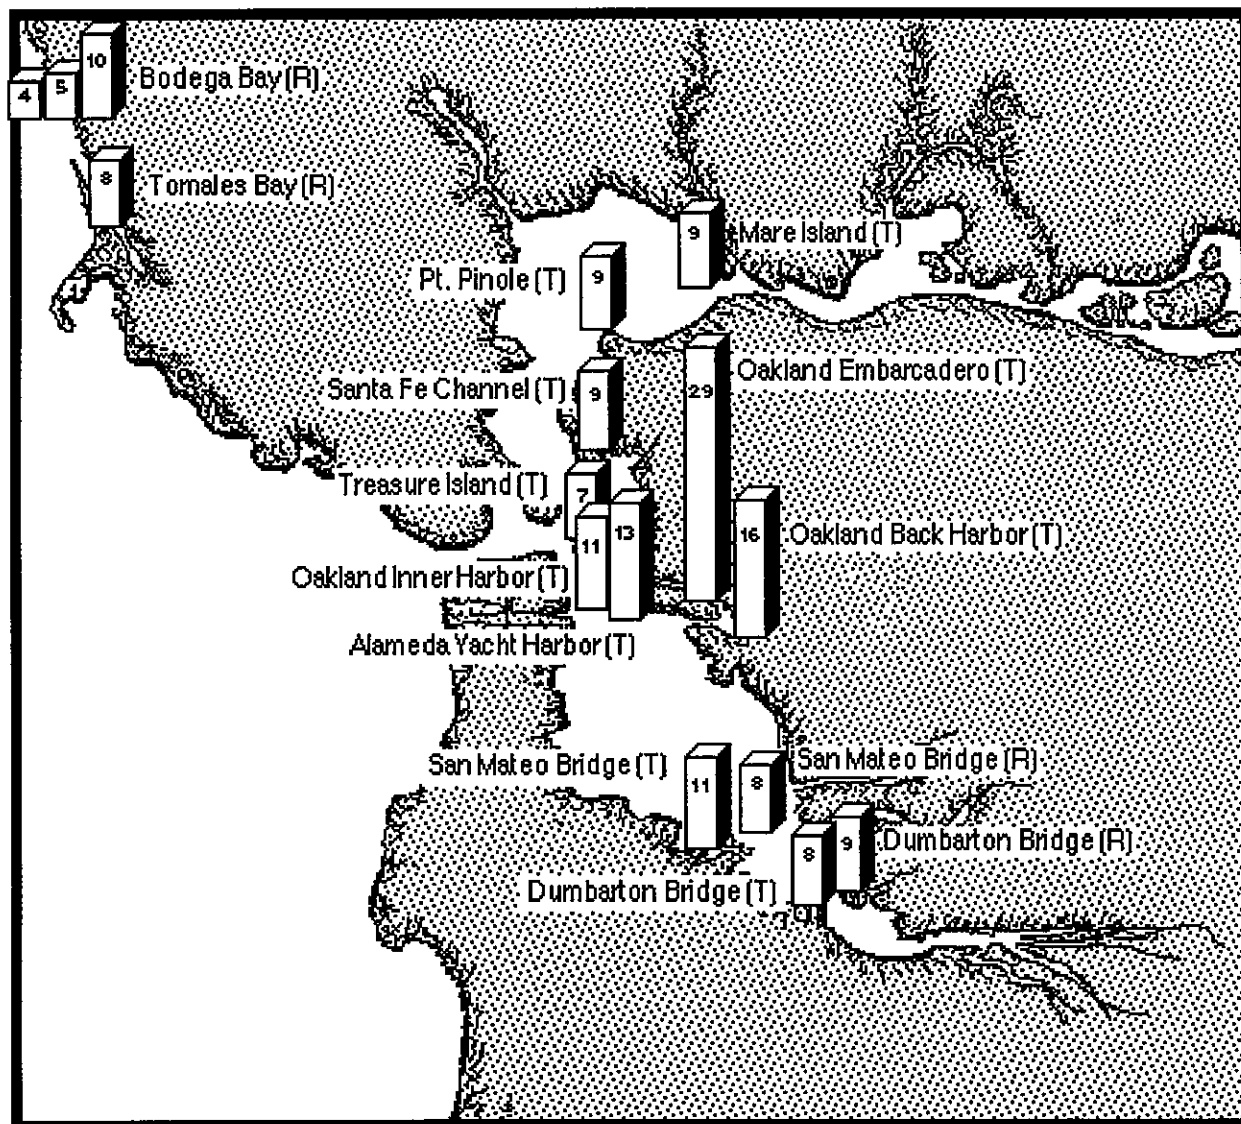 10
5
4
Bodega Bay (R)
8
Tomales Bay (R)
9
Mare Island (T)
Pt. Pinole (T)
9
Oakland Embarcadero (T)
29
Santa Fe Channel (T)
9
Treasure Island (T)
7
13
11
16
Oakland Back Harbor (T)
Oakland Inner Harbor (T)
Alameda Yacht Harbor (T)
San Mateo Bridge (T)
11
8
San Mateo Bridge (R)
8
9
Dumbarton Bridge (R)
Dumbarton Bridge (T)